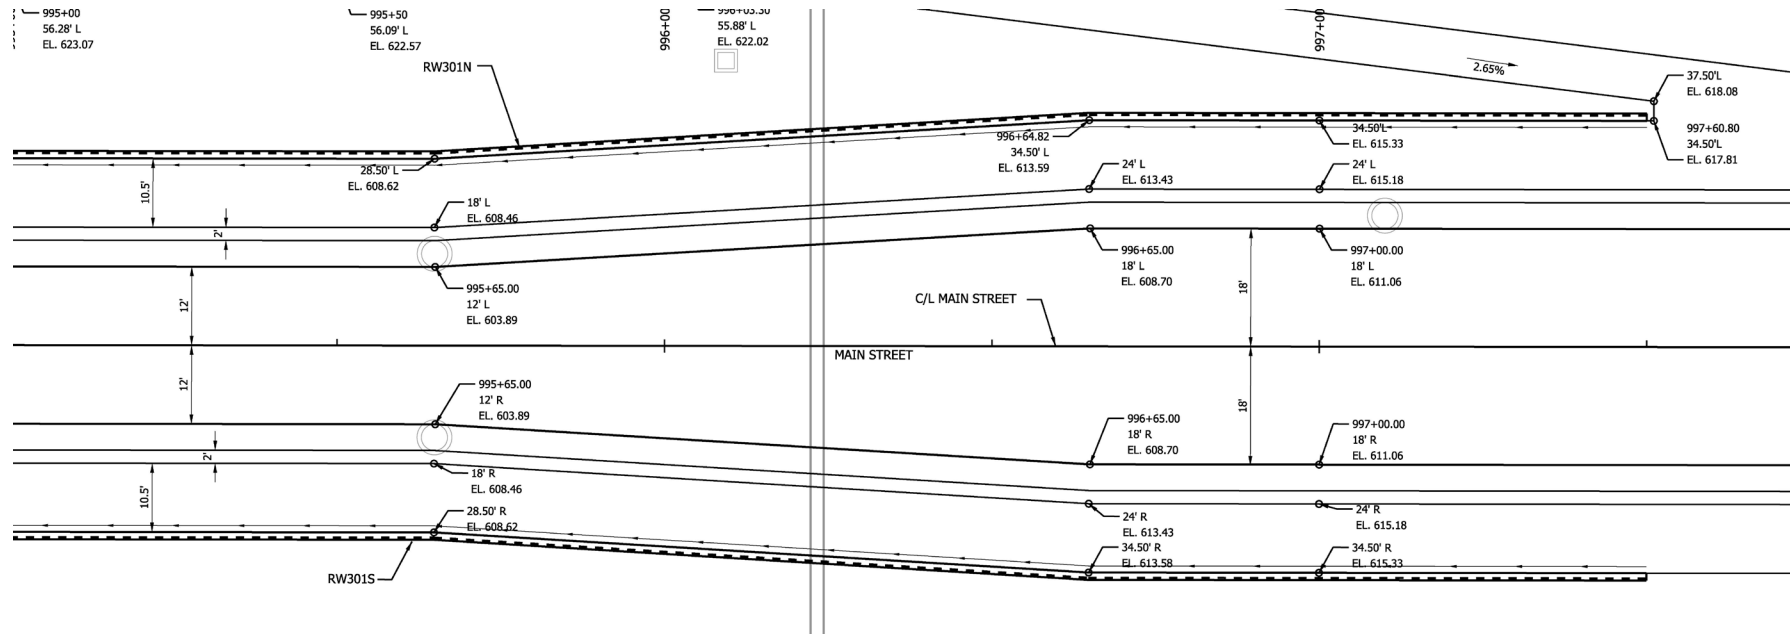 995+00
56.28' L
EL. 623.07
995+50
56.09' L
EL. 622.57
996+00
996+03.30
55.88' L
EL. 622.02
997+00
RW301N
2.65%
37.50'L
EL. 618.08
997+60.80
34.50'L
EL. 617.81
996+64.82
34.50' L
613.59
34.50'L
EL. 615.33
28.50' L
EL. 608.62
24' L
EL. 613.43
24' L
EL. 615.18
10.5'
18' L
EL. 608.46
2'
996+65.00
18' L
EL. 608.70
997+00.00
18' L
EL. 611.06
995+65.00
12' L
EL. 603.89
12'
18'
C/L MAIN STREET
MAIN STREET
12'
18'
995+65.00
12' R
EL. 603.89
996+65.00
18' R
EL. 608.70
997+00.00
18' R
EL. 611.06
2'
18' R
EL. 608.46
10.5'
28.50' R
EL. 608.62
24' R
EL. 613.43
24' R
EL. 615.18
34.50' R
EL. 613.58
34.50' R
EL. 615.33
RW301S